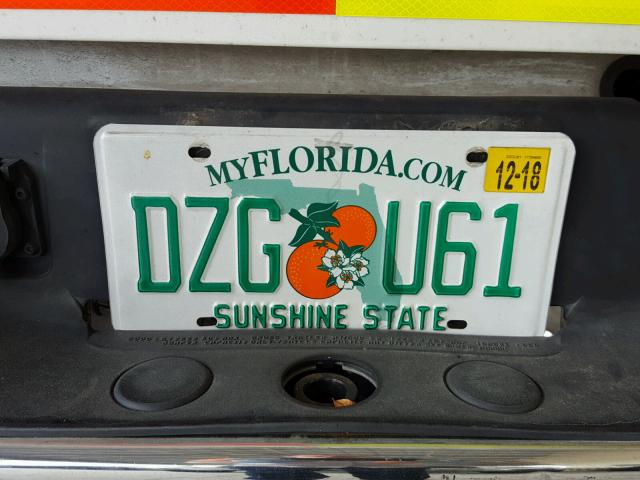 MYFLORIDA.COM
12-18
DZG U61
SUNSHINE STATE